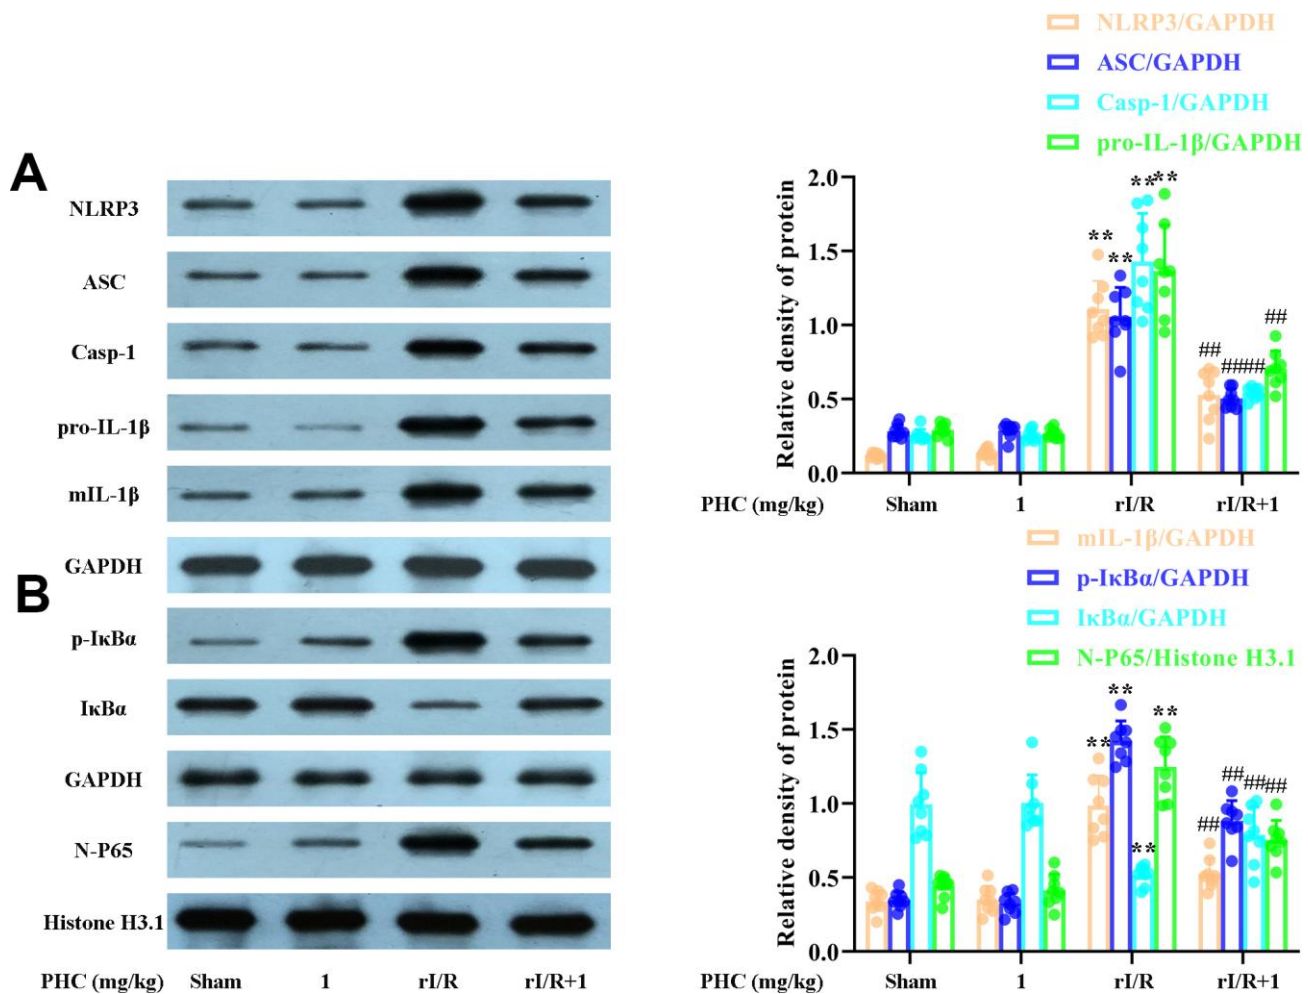 A
NLRP3
ASC
Casp-1
pro-IL-1β
mIL-1β
GAPDH
B
p-IκBα
IκBα
GAPDH
N-P65
Histone H3.1
PHC (mg/kg) Sham 1 rI/R rI/R+1
NLRP3/GAPDH
ASC/GAPDH
Casp-1/GAPDH
pro-IL-1β/GAPDH
Relative density of protein
2.0
1.5
1.0
0.5
0.0
** ** ** **
## ## ## ##
PHC (mg/kg) Sham 1 rI/R rI/R+1
mIL-1β/GAPDH
p-IκBα/GAPDH
IκBα/GAPDH
N-P65/Histone H3.1
Relative density of protein
2.0
1.5
1.0
0.5
0.0
** ** ** **
## ## ## ##
PHC (mg/kg) Sham 1 rI/R rI/R+1